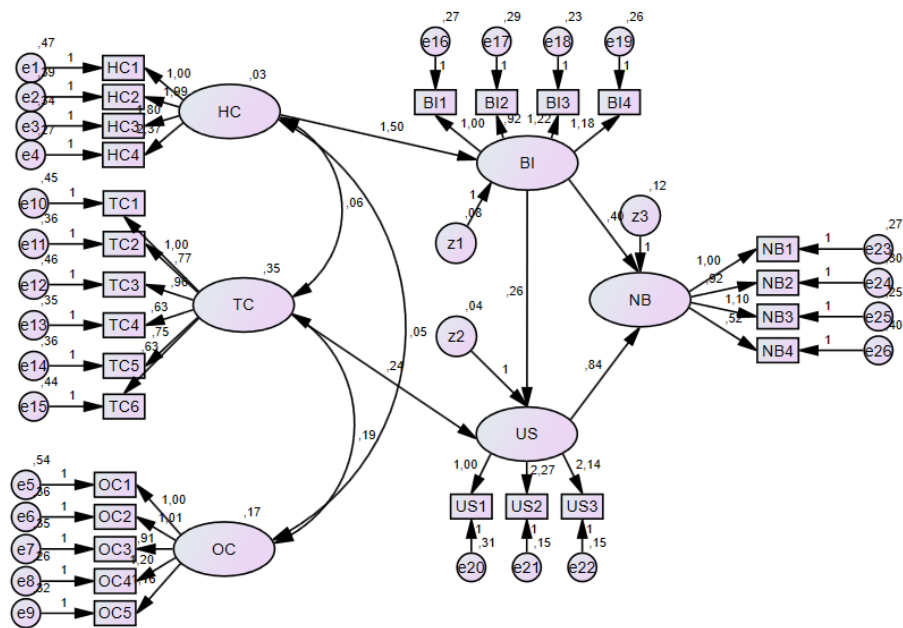 ,47
e1
1
HC1
1,00
,39
e2
1
HC2
1,99
,34
e3
1
HC3
1,80
,27
e4
1
HC4
2,37
,03
HC
,45
e10
1
TC1
1,00
,36
e11
1
TC2
,77
,46
e12
1
TC3
,96
,35
e13
1
TC4
,63
,36
e14
1
TC5
,75
,44
e15
1
TC6
,63
,35
TC
,54
e5
1
OC1
1,00
,36
e6
1
OC2
1,01
,35
e7
1
OC3
,91
,26
e8
1
OC4
1,20
,32
e9
1
OC5
1,16
,17
OC
,06
,05
,19
,24
1,50
,27
e16
1
BI1
1,00
,29
e17
1
BI2
,92
,23
e18
1
BI3
1,22
,26
e19
1
BI4
1,18
BI
,08
z1
1
,26
,40
,04
z2
1
,12
z3
1
NB
,84
1,00
NB1
1
e23
,27
,92
NB2
1
e24
,30
1,10
NB3
1
e25
,25
,52
NB4
1
e26
,40
US
1,00
US1
1
e20
,31
2,27
US2
1
e21
,15
2,14
US3
1
e22
,15